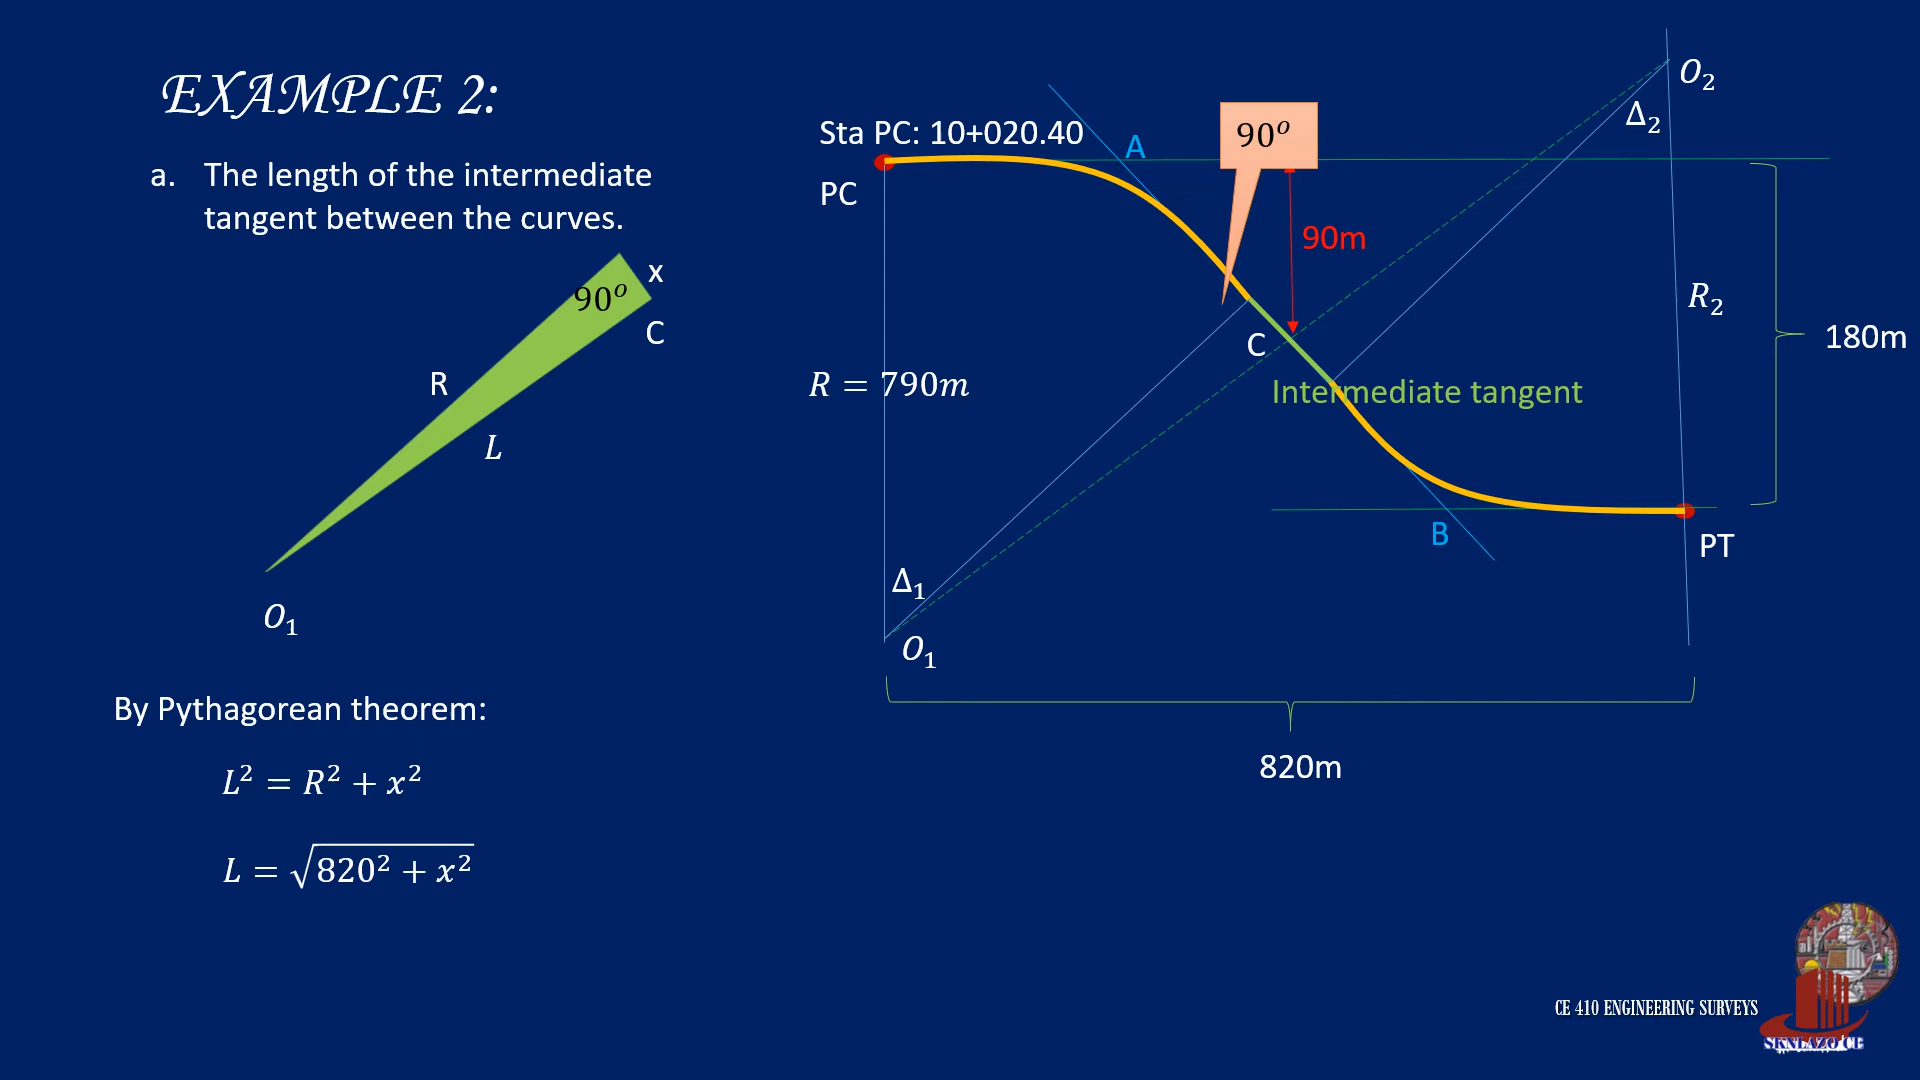 EXAMPLE 2:
a. The length of the intermediate
tangent between the curves.
90°
x
C
R
L
O₁
By Pythagorean theorem:
L² = R² + x²
L = √(820² + x²)
Sta PC: 10+020.40
A
90°
O₂
Δ₂
PC
90m
R₂
C
180m
R = 790m
Intermediate tangent
B
PT
Δ₁
O₁
820m
CE 410 ENGINEERING SURVEYS
SKNLAZO CE